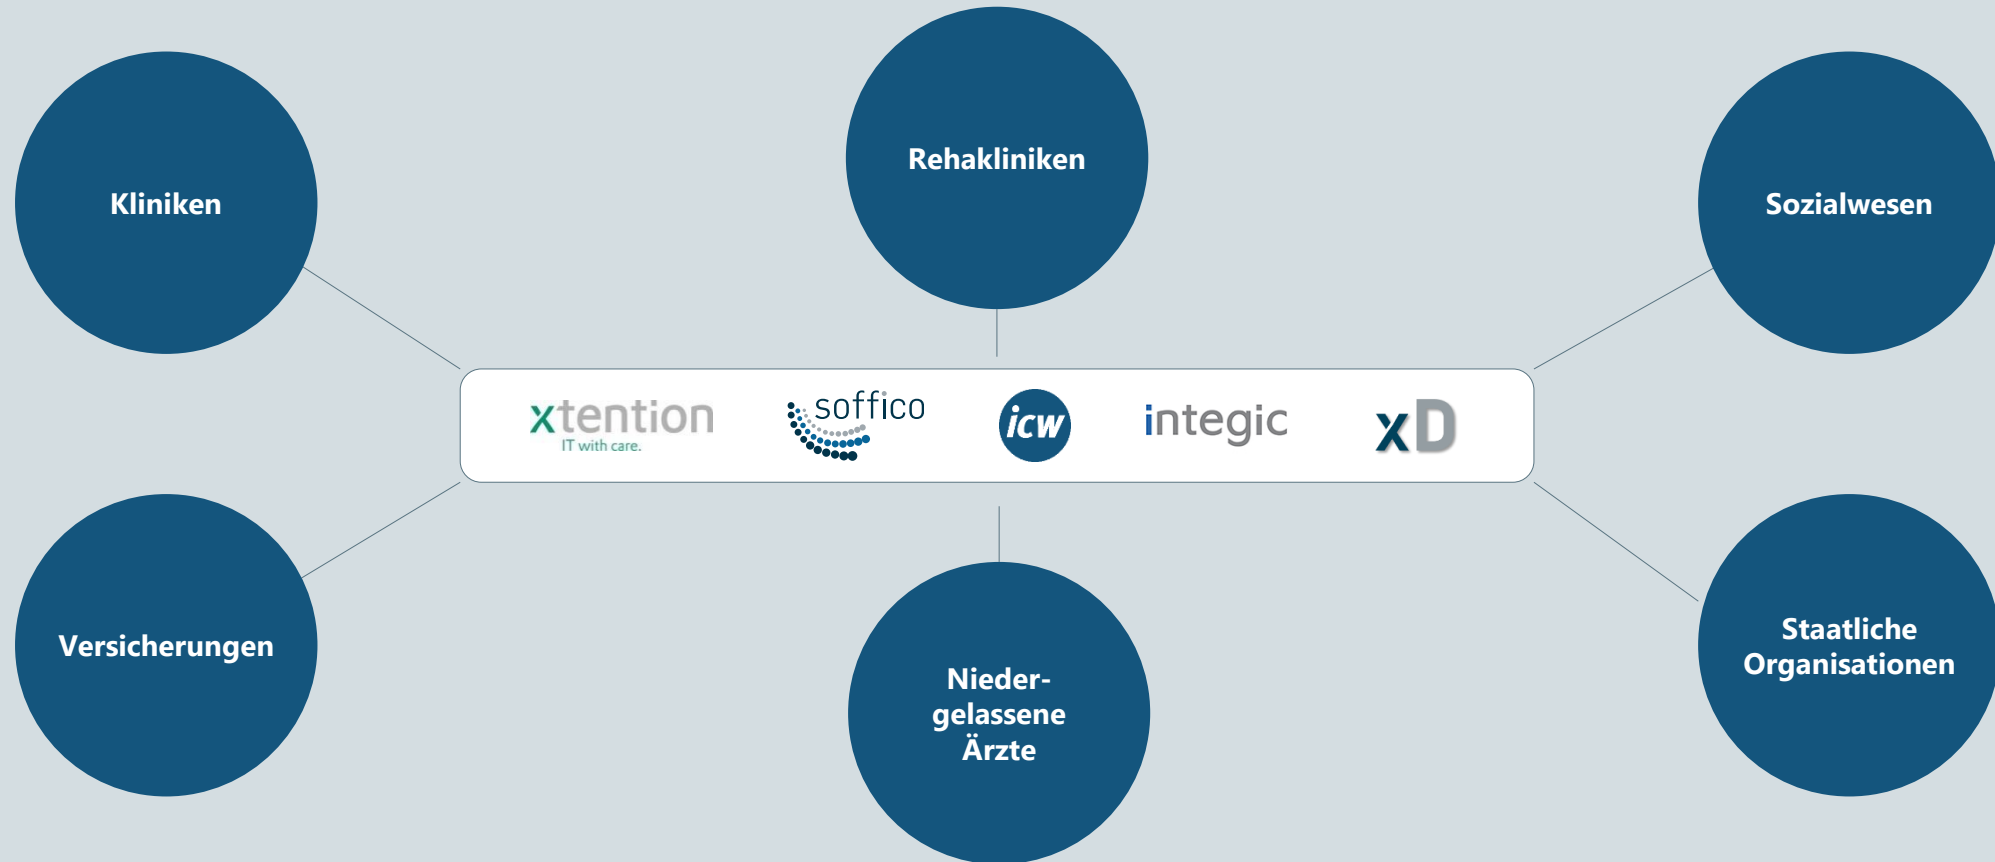 Rehakliniken
Kliniken
Sozialwesen
xtention
IT with care.
soffico
icw
integic
xD
Versicherungen
Nieder-
gelassene
Ärzte
Staatliche
Organisationen